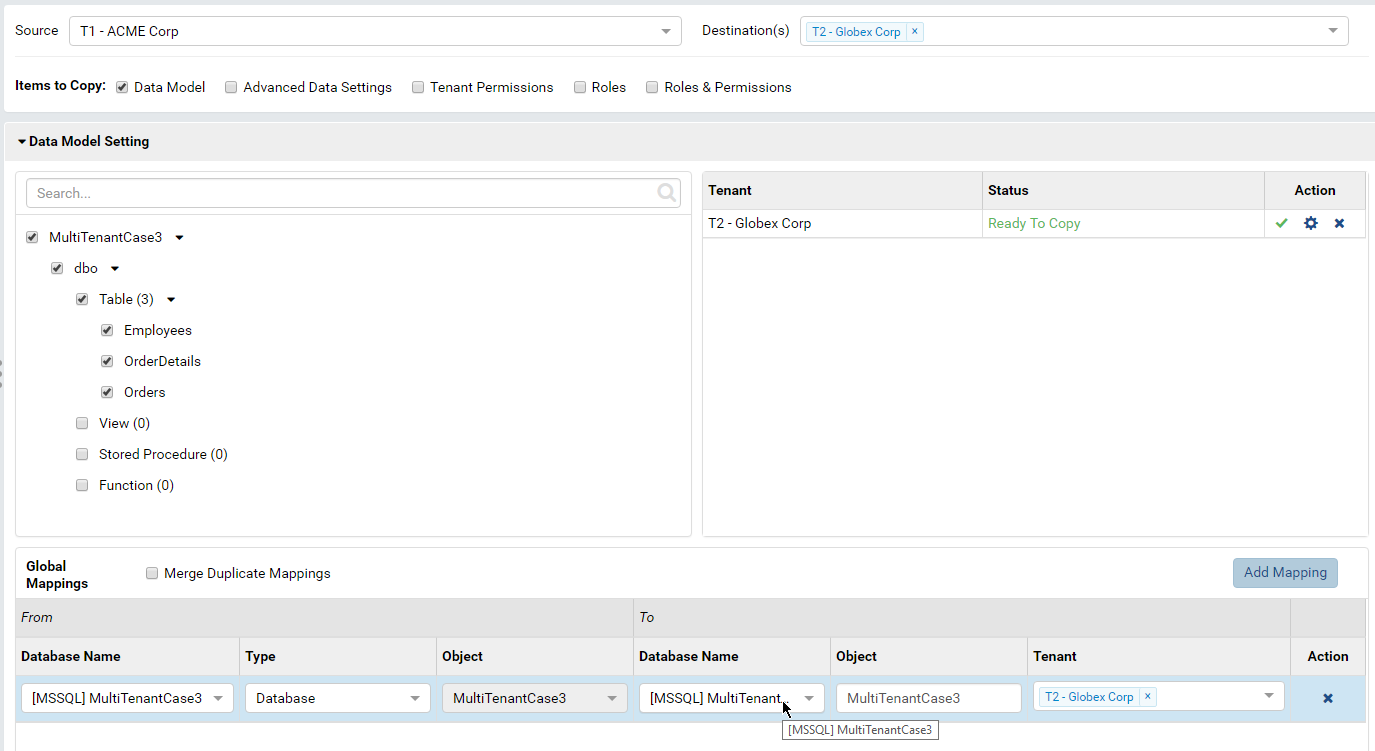 Source T1 - ACME Corp Destination(s) T2 - Globex Corp ×
Items to Copy: Data Model Advanced Data Settings Tenant Permissions Roles Roles & Permissions
Data Model Setting
Search...
MultiTenantCase3
dbo
Table (3)
Employees
OrderDetails
Orders
View (0)
Stored Procedure (0)
Function (0)
Tenant Status Action
T2 - Globex Corp Ready To Copy
Global
Mappings
Merge Duplicate Mappings
Add Mapping
From To
Database Name Type Object Database Name Object Tenant Action
[MSSQL] MultiTenantCase3 Database MultiTenantCase3 [MSSQL] MultiTenant... MultiTenantCase3 T2 - Globex Corp ×
[MSSQL] MultiTenantCase3